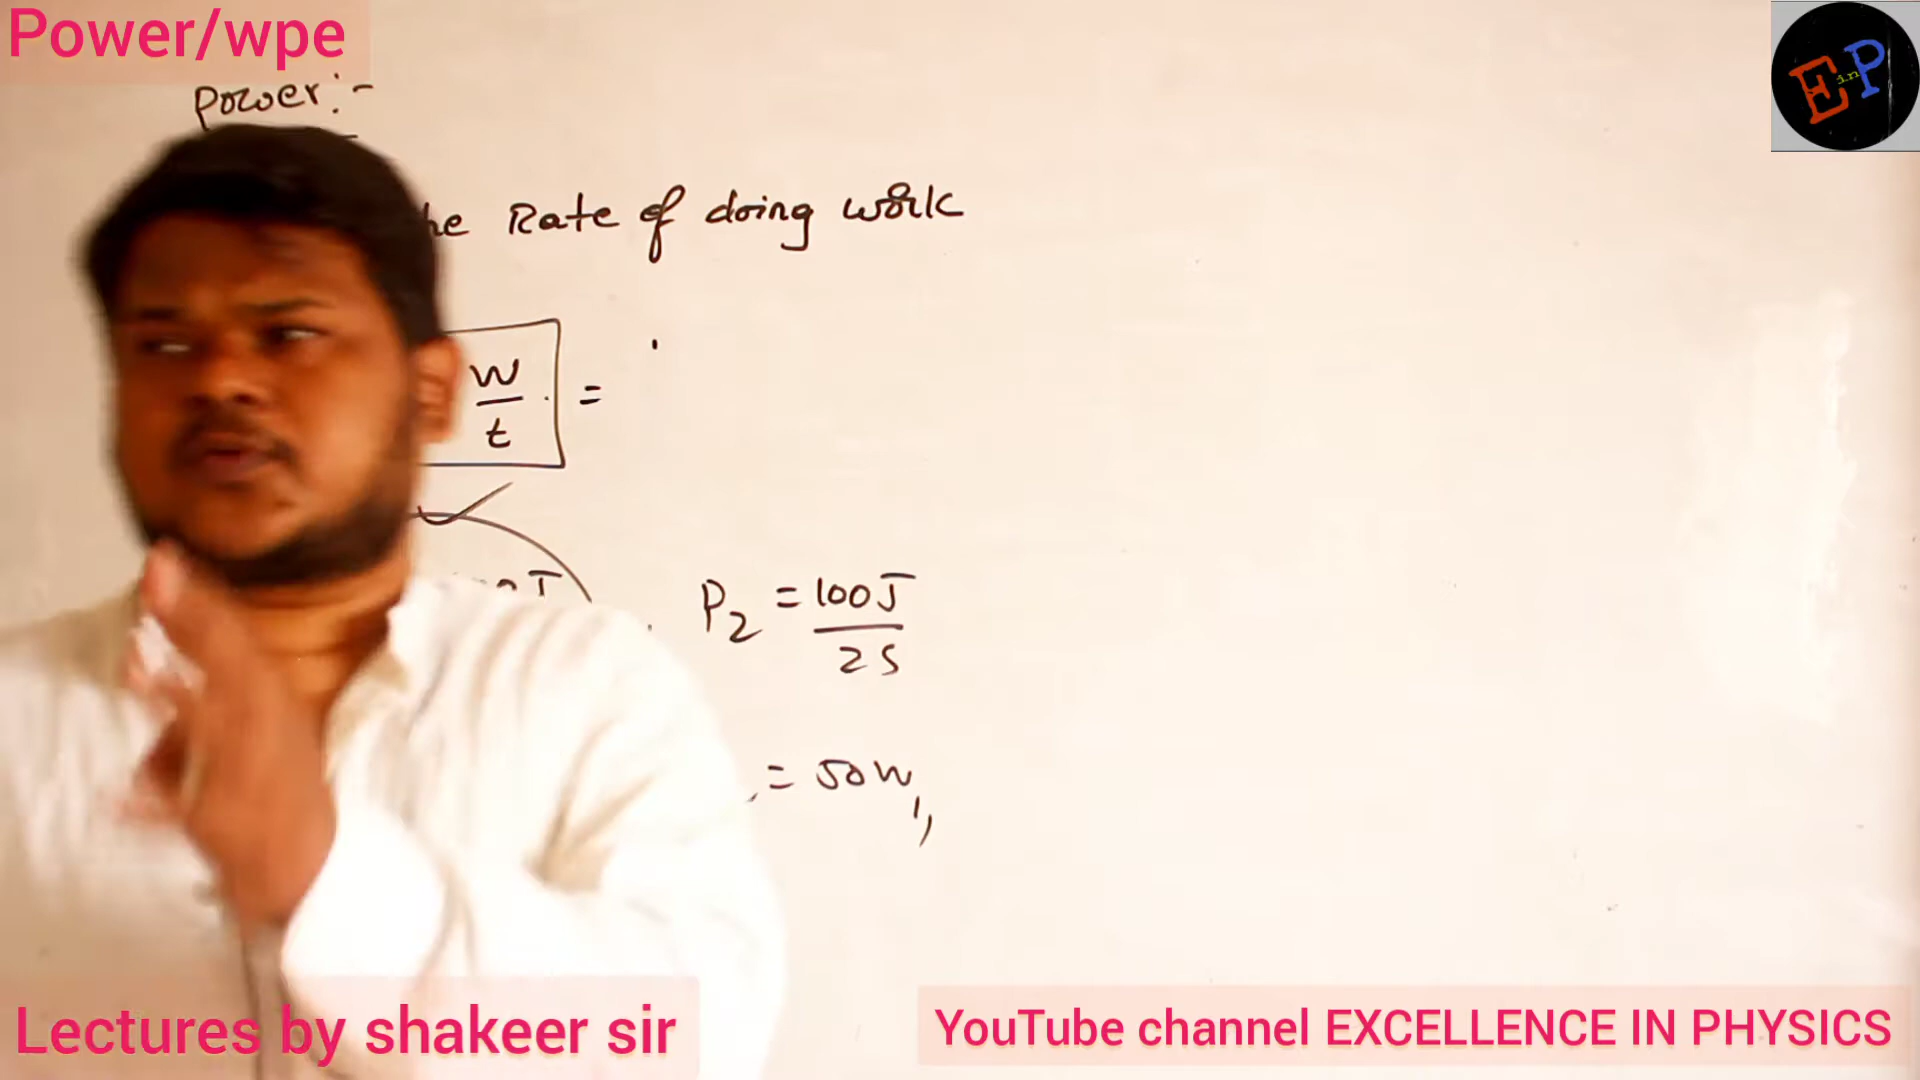 Power/wpe
E in P
Power:-
Rate of doing work
W
t
=
P2 = 100J
2S
= 50W,,
Lectures by shakeer sir
YouTube channel EXCELLENCE IN PHYSICS